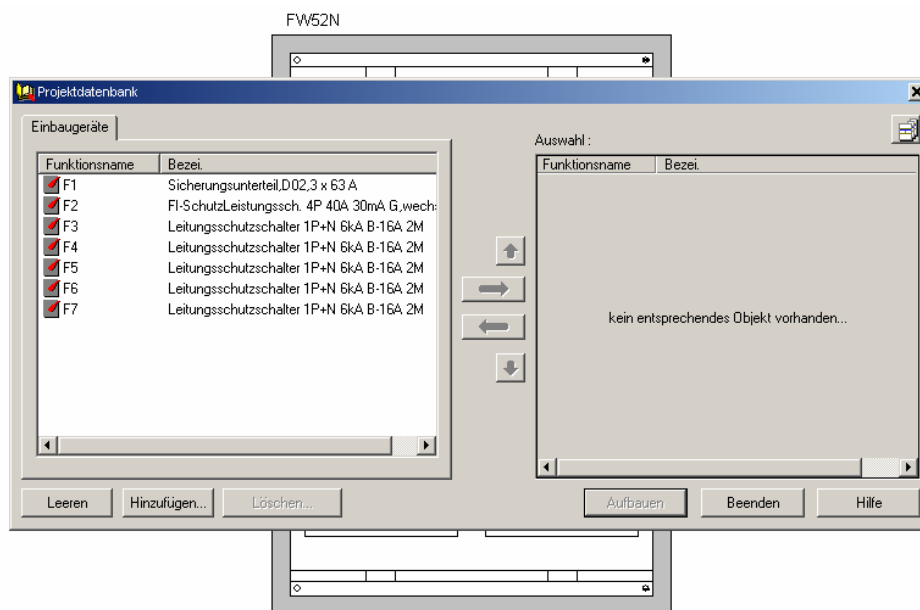 FW52N
Projektdatenbank
Einbaugeräte
Funktionsname Bezei.
F1 Sicherungsunterteil,D02,3 x 63 A
F2 FI-SchutzLeistungssch. 4P 40A 30mA G,wech:
F3 Leitungsschutzschalter 1P+N 6kA B-16A 2M
F4 Leitungsschutzschalter 1P+N 6kA B-16A 2M
F5 Leitungsschutzschalter 1P+N 6kA B-16A 2M
F6 Leitungsschutzschalter 1P+N 6kA B-16A 2M
F7 Leitungsschutzschalter 1P+N 6kA B-16A 2M
Auswahl :
Funktionsname Bezei.
kein entsprechendes Objekt vorhanden...
Leeren Hinzufügen... Löschen... Aufbauen Beenden Hilfe